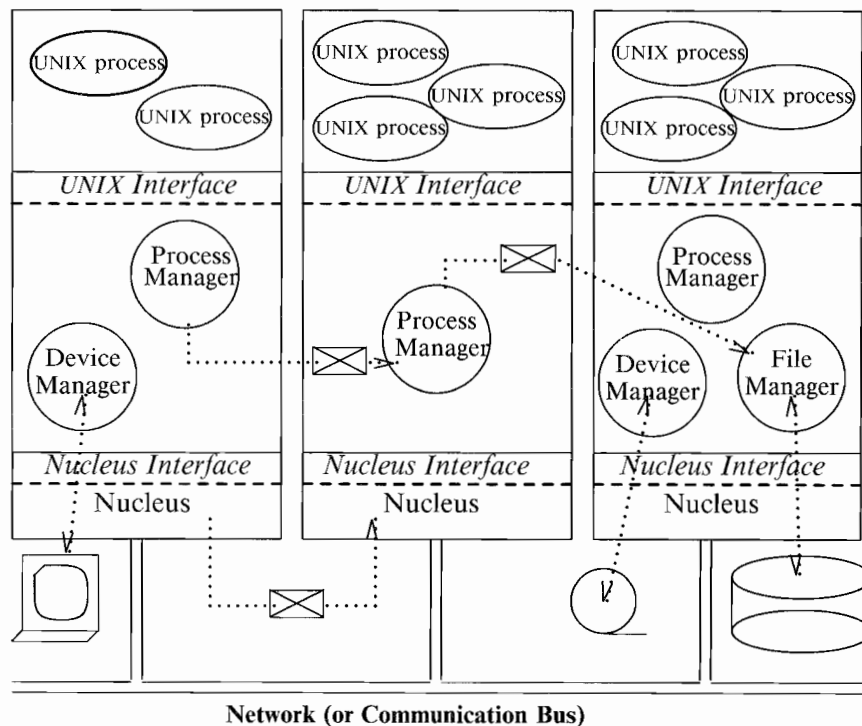 UNIX process
UNIX process
UNIX Interface
Process
Manager
Device
Manager
Nucleus Interface
Nucleus
UNIX process
UNIX process
UNIX process
UNIX Interface
Process
Manager
Nucleus Interface
Nucleus
UNIX process
UNIX process
UNIX process
UNIX Interface
Process
Manager
Device
Manager
File
Manager
Nucleus Interface
Nucleus
Network (or Communication Bus)